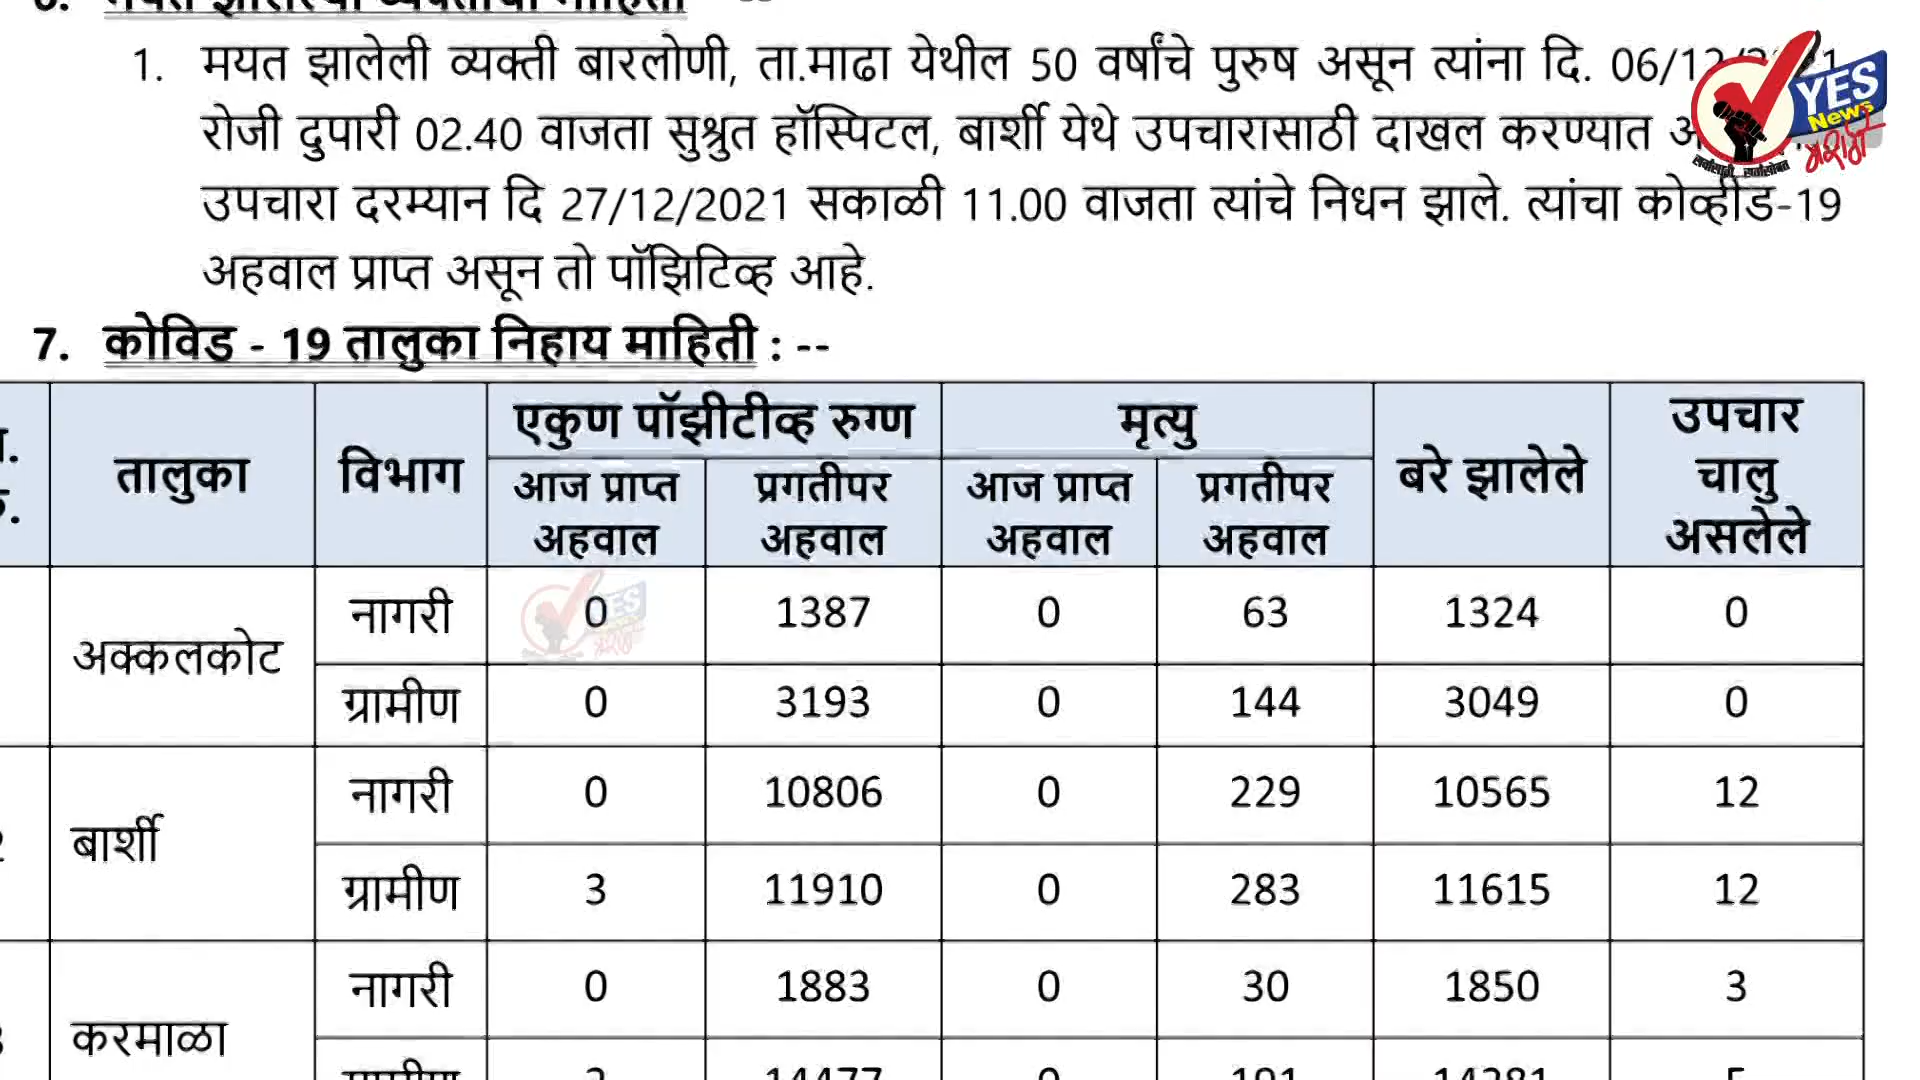 1. मयत झालेली व्यक्ती बारलोणी, ता.माढा येथील 50 वर्षांचे पुरुष असून त्यांना दि.
रोजी दुपारी 02.40 वाजता सुश्रुत हॉस्पिटल, बार्शी येथे उपचारासाठी दाखल करण्यात
उपचारा दरम्यान दि 27/12/2021 सकाळी 11.00 वाजता त्यांचे निधन झाले. त्यांचा कोव्हीड-19
अहवाल प्राप्त असून तो पॉझिटिव्ह आहे.
YES
News
मराठी
सर्वांसाठी सर्वांसोबत
7. कोविड - 19 तालुका निहाय माहिती : --
तालुका विभाग एकुण पॉझीटीव्ह रुग्ण मृत्यु बरे झालेले उपचार चालु असलेले
आज प्राप्त अहवाल प्रगतीपर अहवाल आज प्राप्त अहवाल प्रगतीपर अहवाल
अक्कलकोट नागरी 0 1387 0 63 1324 0
ग्रामीण 0 3193 0 144 3049 0
बार्शी नागरी 0 10806 0 229 10565 12
ग्रामीण 3 11910 0 283 11615 12
करमाळा नागरी 0 1883 0 30 1850 3